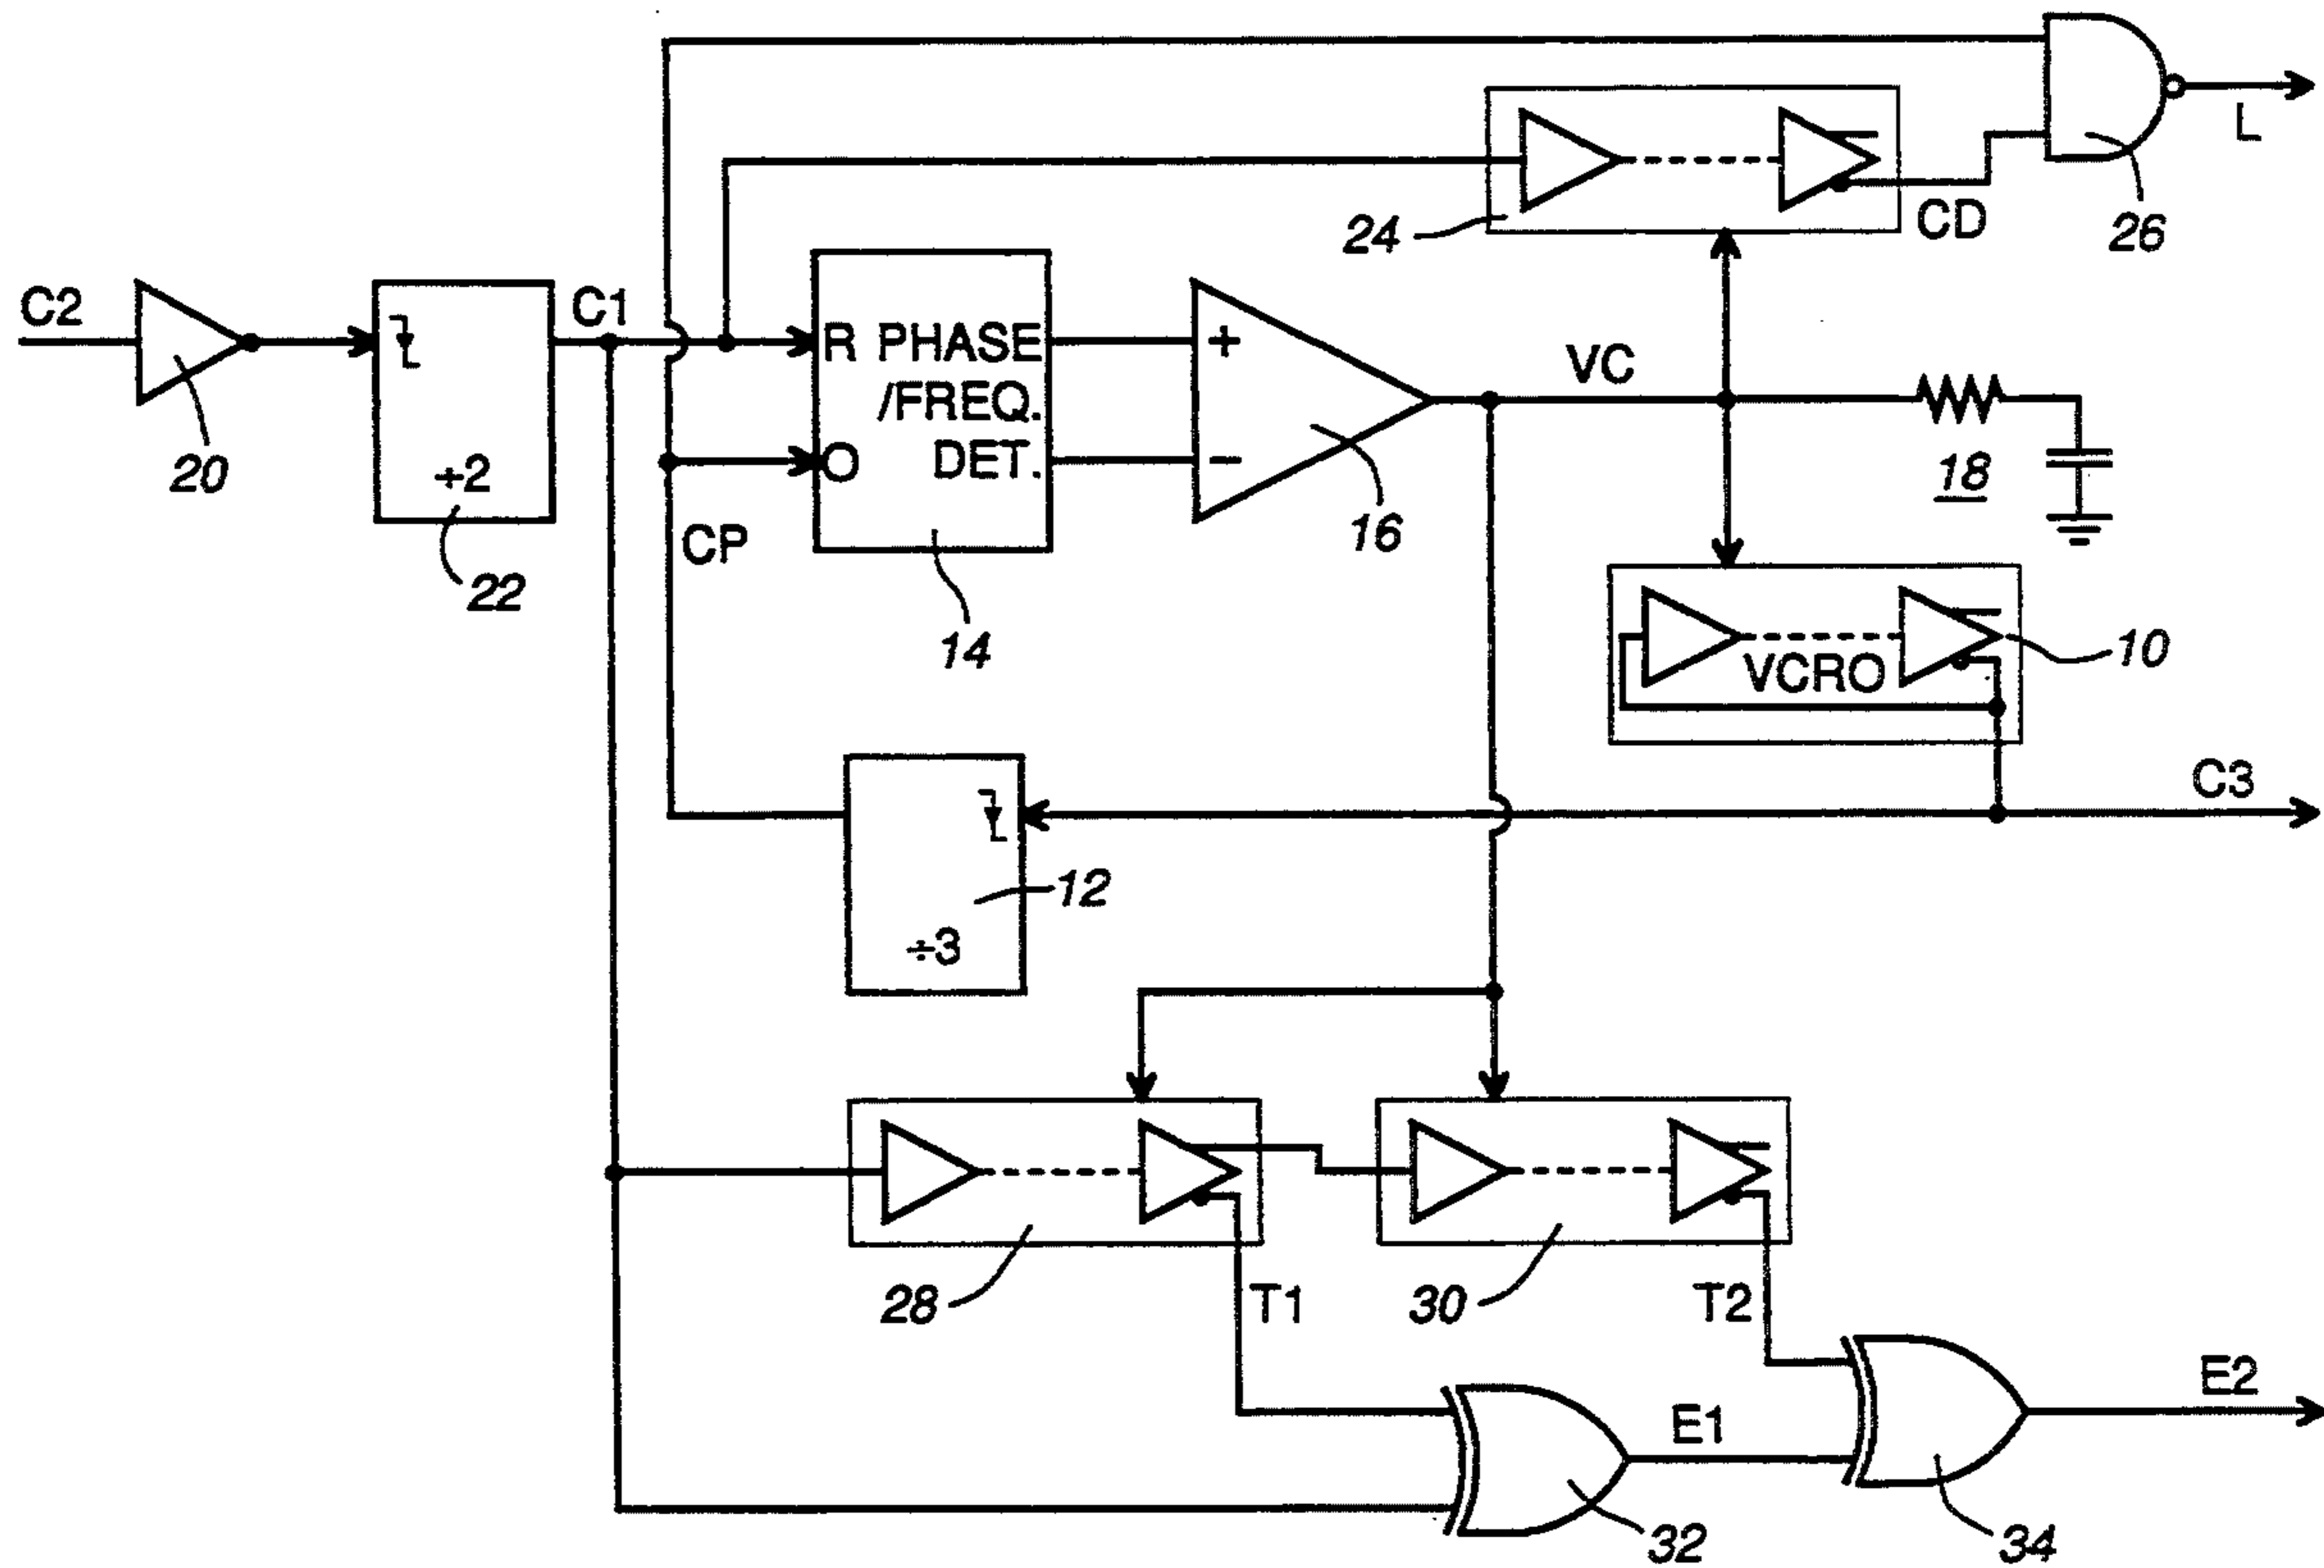 L
24
CD
26
C2
C1
R PHASE
/FREQ.
O DET.
+
−
VC
20
÷2
22
CP
14
16
18
VCRO
10
C3
12
÷3
28
T1
30
T2
E1
E2
32
34